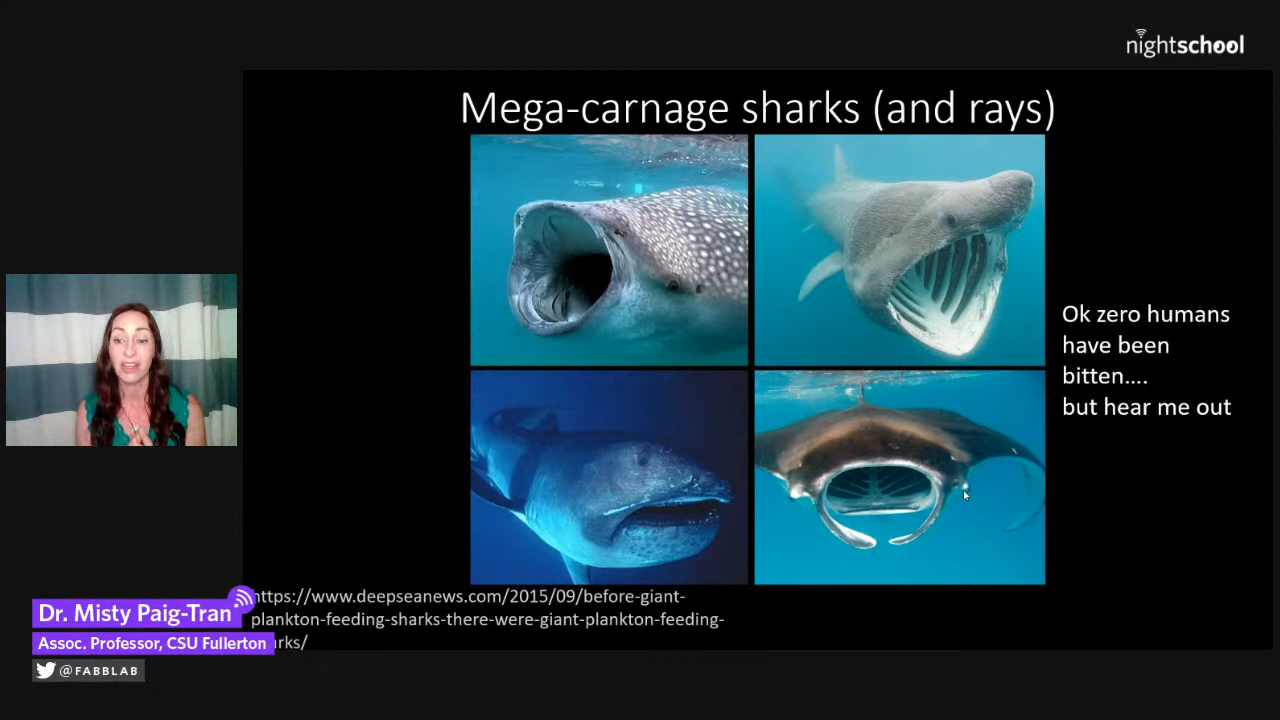 nightschool
Mega-carnage sharks (and rays)
Ok zero humans
have been
bitten....
but hear me out
https://www.deepseanews.com/2015/09/before-giant-
plankton-feeding-sharks-there-were-giant-plankton-feeding-
arks/
Dr. Misty Paig-Tran
Assoc. Professor, CSU Fullerton
@FABBLAB